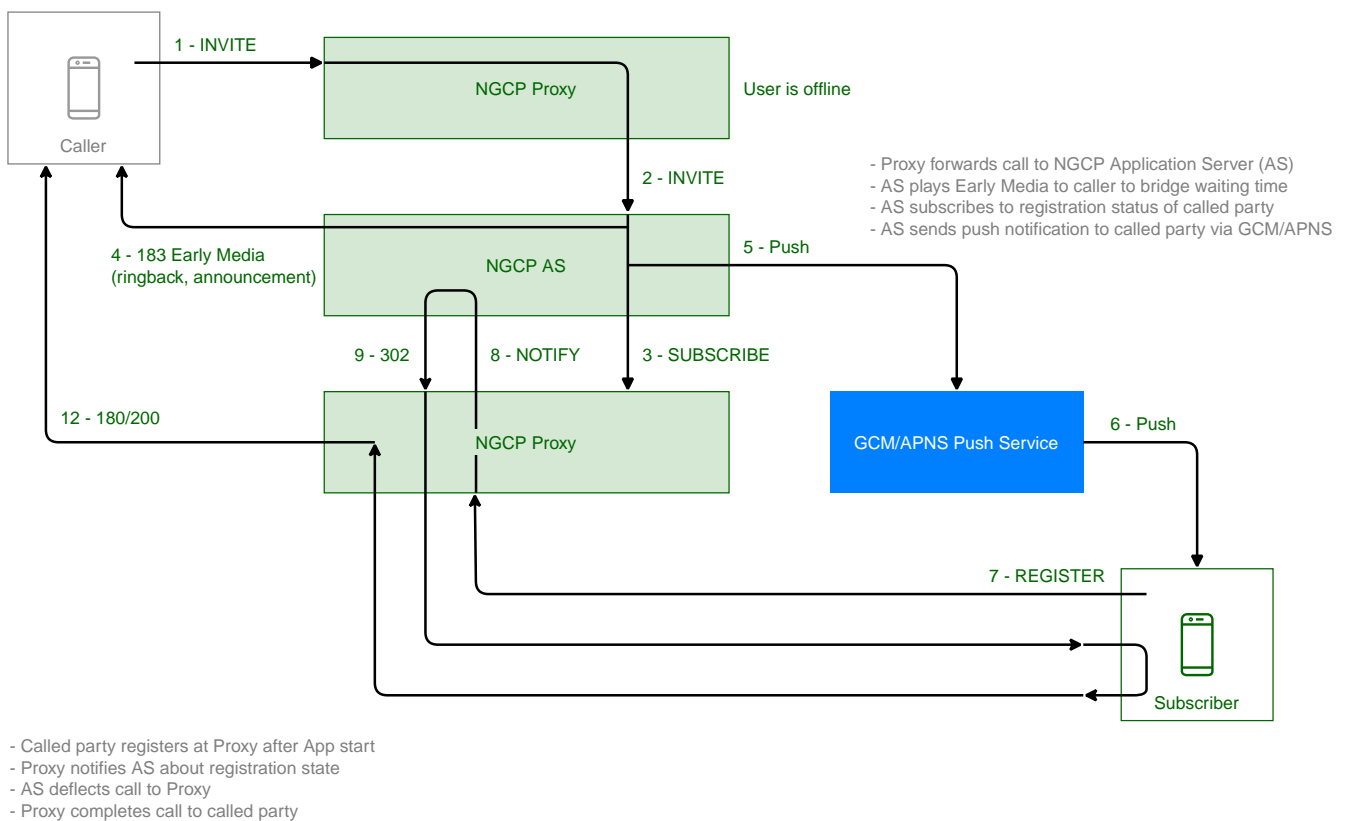 1 - INVITE
NGCP Proxy
User is offline
Caller
2 - INVITE
- Proxy forwards call to NGCP Application Server (AS)
- AS plays Early Media to caller to bridge waiting time
- AS subscribes to registration status of called party
- AS sends push notification to called party via GCM/APNS
4 - 183 Early Media
(ringback, announcement)
NGCP AS
5 - Push
9 - 302
8 - NOTIFY
3 - SUBSCRIBE
12 - 180/200
NGCP Proxy
GCM/APNS Push Service
6 - Push
7 - REGISTER
Subscriber
- Called party registers at Proxy after App start
- Proxy notifies AS about registration state
- AS deflects call to Proxy
- Proxy completes call to called party